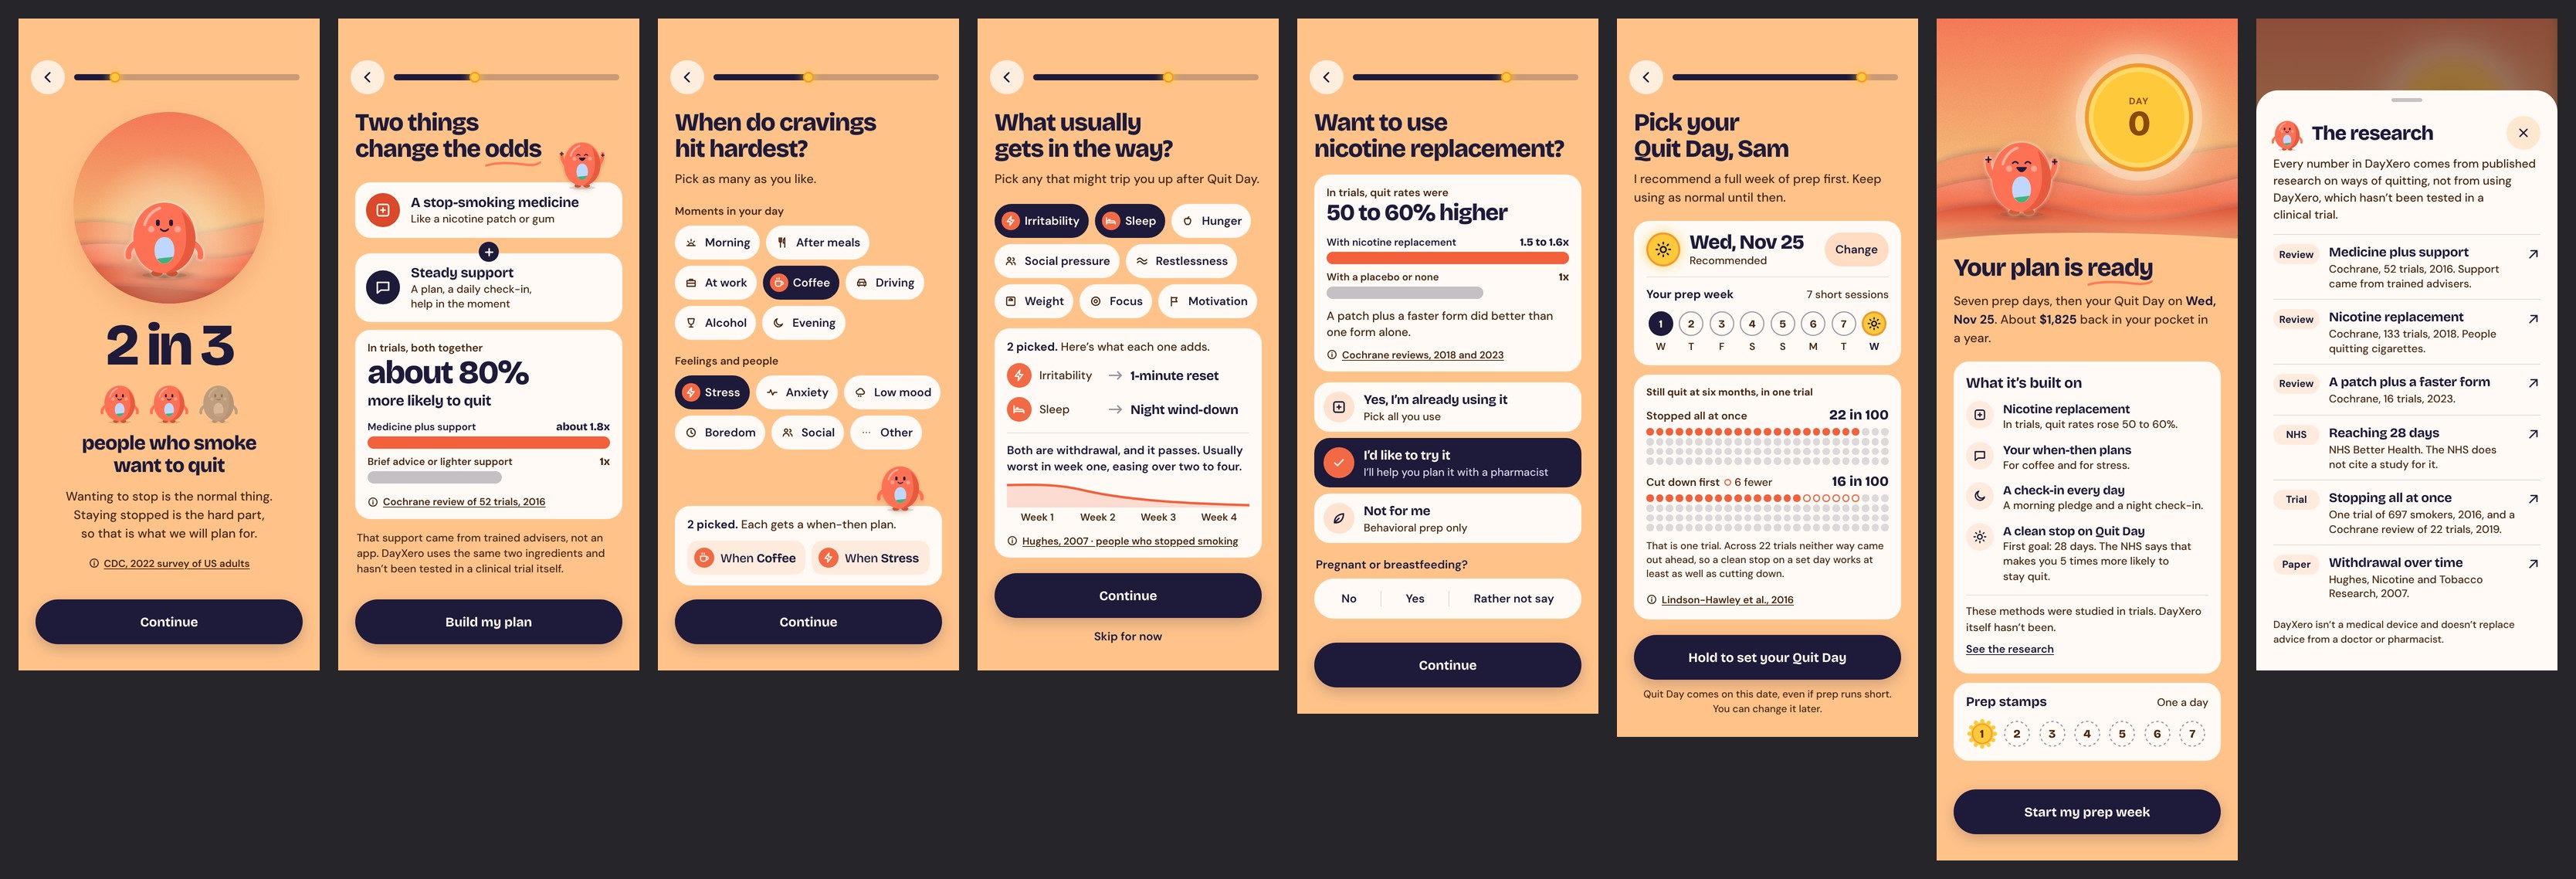 2 in 3
people who smoke
want to quit
Wanting to stop is the normal thing.
Staying stopped is the hard part,
so that is what we will plan for.
CDC, 2022 survey of US adults
Continue
Two things
change the odds
A stop-smoking medicine
Like a nicotine patch or gum
Steady support
A plan, a daily check-in,
help in the moment
In trials, both together
about 80%
more likely to quit
Medicine plus support about 1.8x
Brief advice or lighter support 1x
Cochrane review of 52 trials, 2016
That support came from trained advisers, not an
app. DayXero uses the same two ingredients and
hasn't been tested in a clinical trial itself.
Build my plan
When do cravings
hit hardest?
Pick as many as you like.
Moments in your day
Morning After meals
At work Coffee Driving
Alcohol Evening
Feelings and people
Stress Anxiety Low mood
Boredom Social Other
2 picked. Each gets a when-then plan.
When Coffee When Stress
Continue
What usually
gets in the way?
Pick any that might trip you up after Quit Day.
Irritability Sleep Hunger
Social pressure Restlessness
Weight Focus Motivation
2 picked. Here's what each one adds.
Irritability → 1-minute reset
Sleep → Night wind-down
Both are withdrawal, and it passes. Usually
worst in week one, easing over two to four.
Week 1 Week 2 Week 3 Week 4
Hughes, 2007 · people who stopped smoking
Continue
Skip for now
Want to use
nicotine replacement?
In trials, quit rates were
50 to 60% higher
With nicotine replacement 1.5 to 1.6x
With a placebo or none 1x
A patch plus a faster form did better than
one form alone.
Cochrane reviews, 2018 and 2023
Yes, I'm already using it
Pick all you use
I'd like to try it
I'll help you plan it with a pharmacist
Not for me
Behavioral prep only
Pregnant or breastfeeding?
No Yes Rather not say
Continue
Pick your
Quit Day, Sam
I recommend a full week of prep first. Keep
using as normal until then.
Wed, Nov 25
Recommended
Change
Your prep week 7 short sessions
1 2 3 4 5 6 7
W T F S S M T W
Still quit at six months, in one trial
Stopped all at once 22 in 100
Cut down first 6 fewer 16 in 100
That is one trial. Across 22 trials neither way came
out ahead, so a clean stop on a set day works at
least as well as cutting down.
Lindson-Hawley et al., 2016
Hold to set your Quit Day
Quit Day comes on this date, even if prep runs short.
You can change it later.
DAY
0
Your plan is ready
Seven prep days, then your Quit Day on Wed,
Nov 25. About $1,825 back in your pocket in
a year.
What it's built on
Nicotine replacement
In trials, quit rates rose 50 to 60%.
Your when-then plans
For coffee and for stress.
A check-in every day
A morning pledge and a night check-in.
A clean stop on Quit Day
First goal: 28 days. The NHS says that
makes you 5 times more likely to
stay quit.
These methods were studied in trials. DayXero
itself hasn't been.
See the research
Prep stamps One a day
1 2 3 4 5 6 7
Start my prep week
The research
Every number in DayXero comes from published
research on ways of quitting, not from using
DayXero, which hasn't been tested in a
clinical trial.
Review Medicine plus support
Cochrane, 52 trials, 2016. Support
came from trained advisers.
Review Nicotine replacement
Cochrane, 133 trials, 2018. People
quitting cigarettes.
Review A patch plus a faster form
Cochrane, 16 trials, 2023.
NHS Reaching 28 days
NHS Better Health. The NHS does
not cite a study for it.
Trial Stopping all at once
One trial of 697 smokers, 2016, and a
Cochrane review of 22 trials, 2019.
Paper Withdrawal over time
Hughes, Nicotine and Tobacco
Research, 2007.
DayXero isn't a medical device and doesn't replace
advice from a doctor or pharmacist.